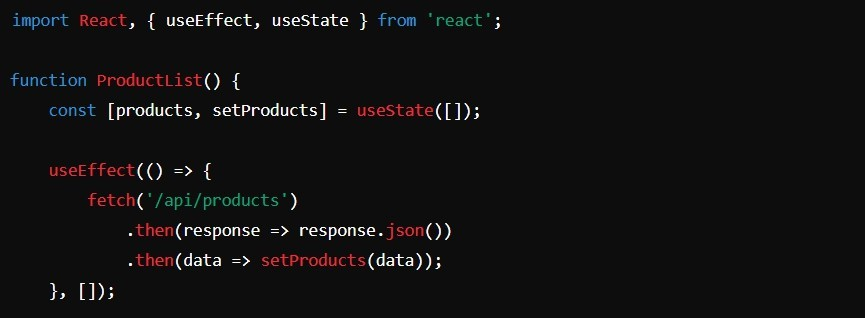 import React, { useEffect, useState } from 'react';
function ProductList() {
const [products, setProducts] = useState([]);
useEffect(() => {
fetch('/api/products')
.then(response => response.json())
.then(data => setProducts(data));
}, []);